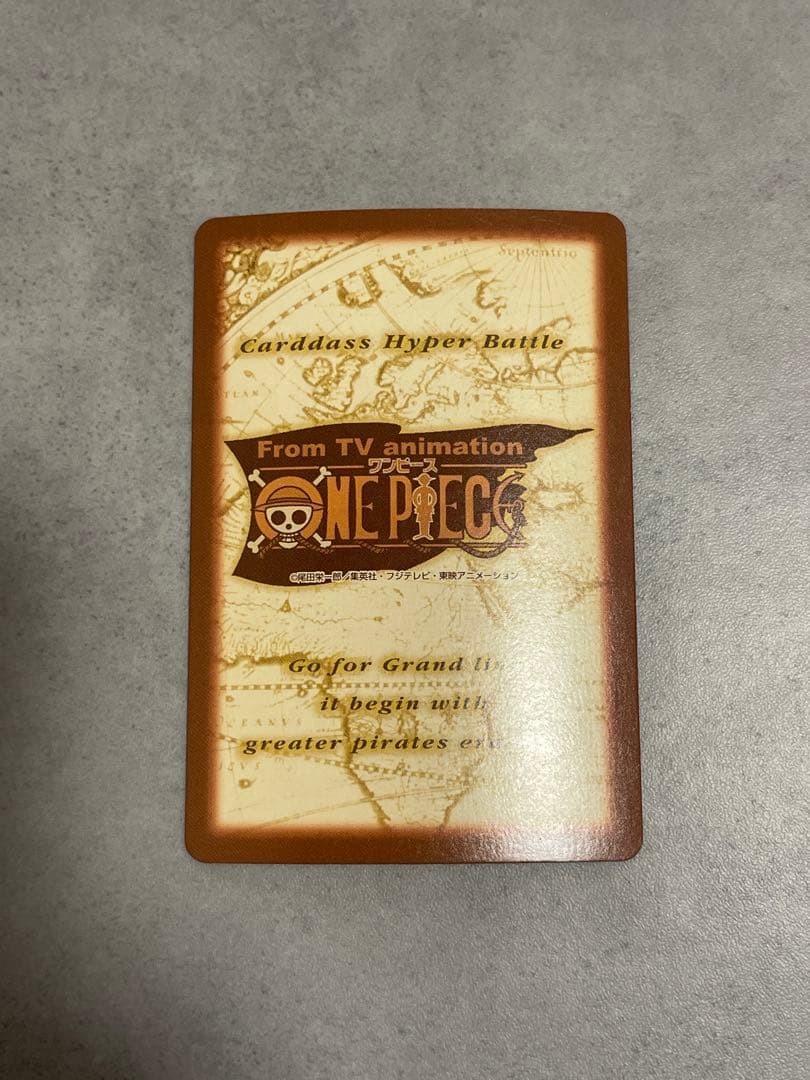 Septentrio
Carddass Hyper Battle
From TV animation
ワンピース
ONE PIECE
©尾田栄一郎/集英社・フジテレビ・東映アニメーション
Go for Grand
it begin with
greater pirates